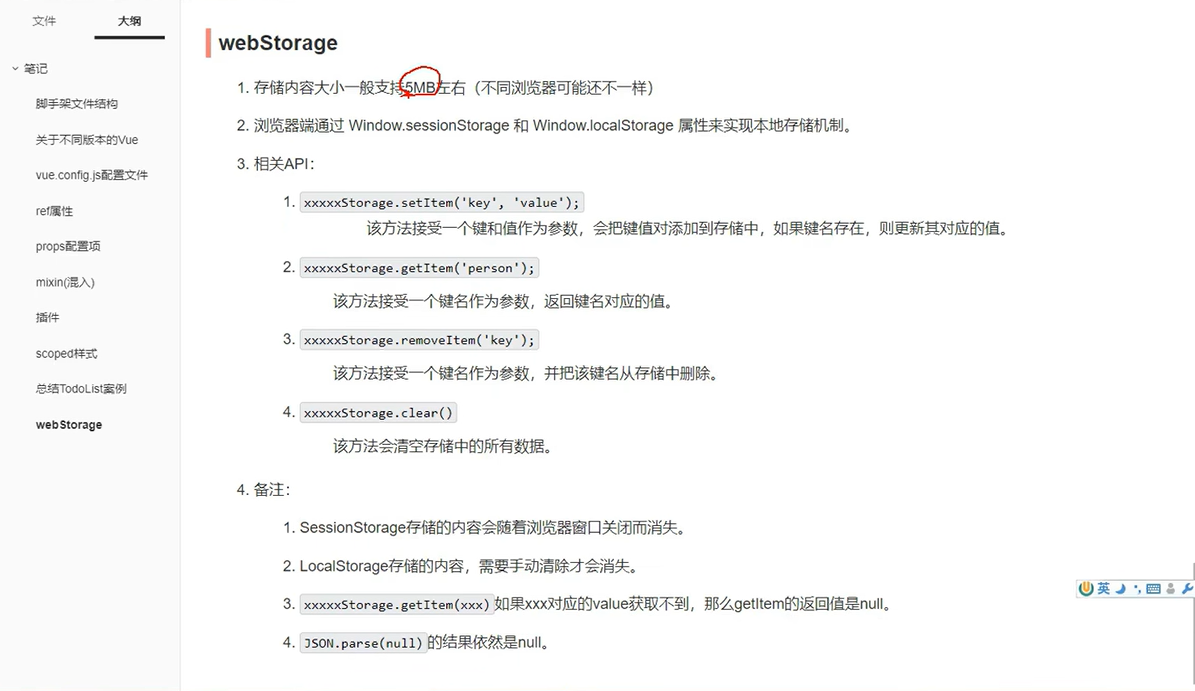 文件
大纲
笔记
脚手架文件结构
关于不同版本的Vue
vue.config.js配置文件
ref属性
props配置项
mixin(混入)
插件
scoped样式
总结TodoList案例
webStorage
webStorage
1. 存储内容大小一般支持5MB左右（不同浏览器可能还不一样）
2. 浏览器端通过 Window.sessionStorage 和 Window.localStorage 属性来实现本地存储机制。
3. 相关API：
1. xxxxxStorage.setItem('key', 'value');
该方法接受一个键和值作为参数，会把键值对添加到存储中，如果键名存在，则更新其对应的值。
2. xxxxxStorage.getItem('person');
该方法接受一个键名作为参数，返回键名对应的值。
3. xxxxxStorage.removeItem('key');
该方法接受一个键名作为参数，并把该键名从存储中删除。
4. xxxxxStorage.clear()
该方法会清空存储中的所有数据。
4. 备注：
1. SessionStorage存储的内容会随着浏览器窗口关闭而消失。
2. LocalStorage存储的内容，需要手动清除才会消失。
3. xxxxxStorage.getItem(xxx)如果xxx对应的value获取不到，那么getItem的返回值是null。
4. JSON.parse(null)的结果依然是null。
英